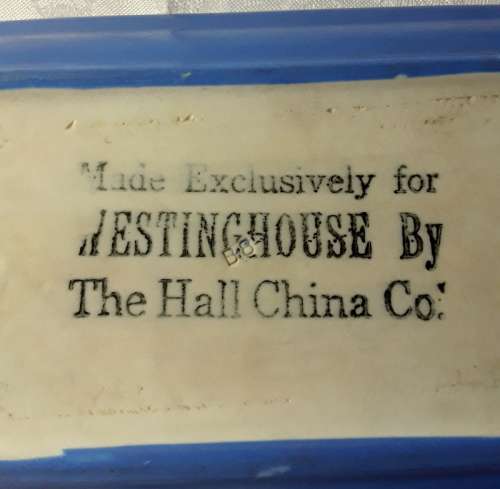 Made Exclusively for
WESTINGHOUSE By
The Hall China Co.